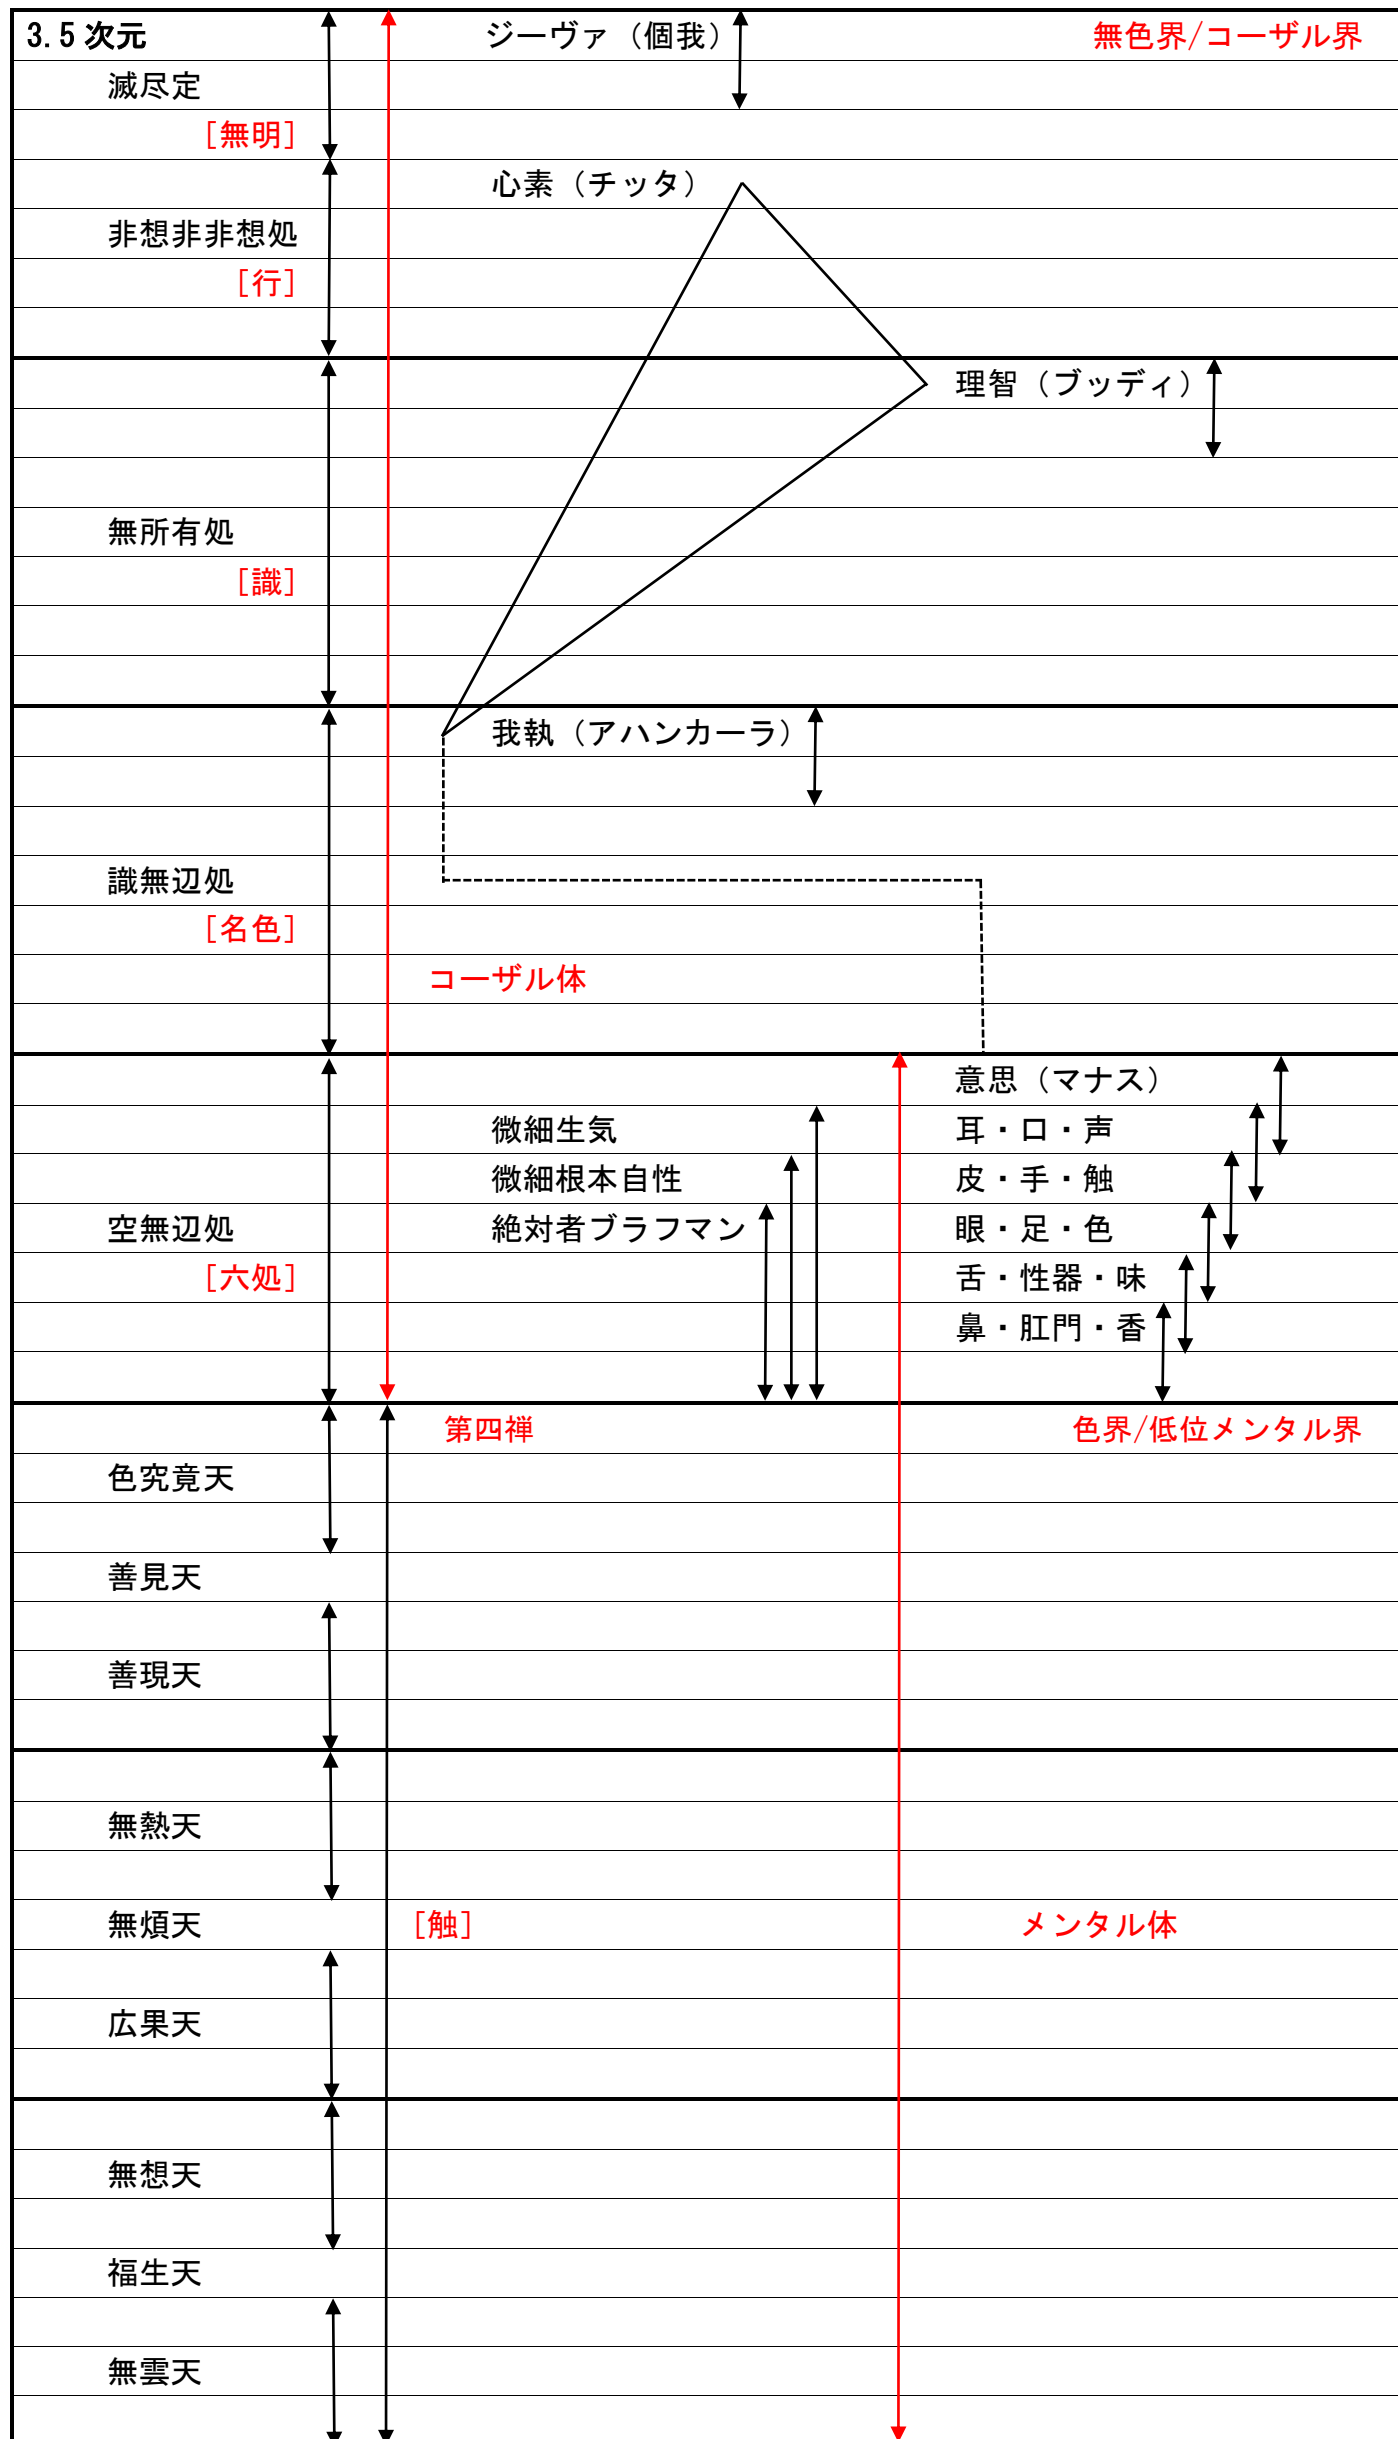 3.5次元 ジーヴァ（個我） 無色界/コーザル界
滅尽定
［無明］
心素（チッタ）
非想非非想処
［行］
理智（ブッディ）
無所有処
［識］
我執（アハンカーラ）
識無辺処
［名色］
コーザル体
意思（マナス）
微細生気 耳・口・声
微細根本自性 皮・手・触
空無辺処 絶対者ブラフマン 眼・足・色
［六処］ 舌・性器・味
鼻・肛門・香
第四禅 色界/低位メンタル界
色究竟天
善見天
善現天
無熱天
無煩天 ［触］ メンタル体
広果天
無想天
福生天
無雲天